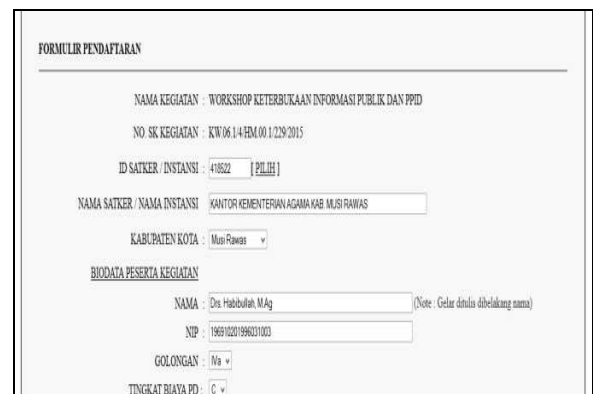 FORMULIR PENDAFTARAN
NAMA KEGIATAN : WORKSHOP KETERBUKAAN INFORMASI PUBLIK DAN PPID
NO. SK KEGIATAN : KW.06.1/4/HM.00.1/229/2015
ID SATKER / INSTANSI : 418522 [ PILIH ]
NAMA SATKER / NAMA INSTANSI KANTOR KEMENTERIAN AGAMA KAB. MUSI RAWAS
KABUPATEN KOTA : Musi Rawas
BIODATA PESERTA KEGIATAN
NAMA : Drs. Habibullah, M.Ag (Note : Gelar ditulis dibelakang nama)
NIP : 196910201996031003
GOLONGAN : IVa
TINGKAT BIAYA PD : C